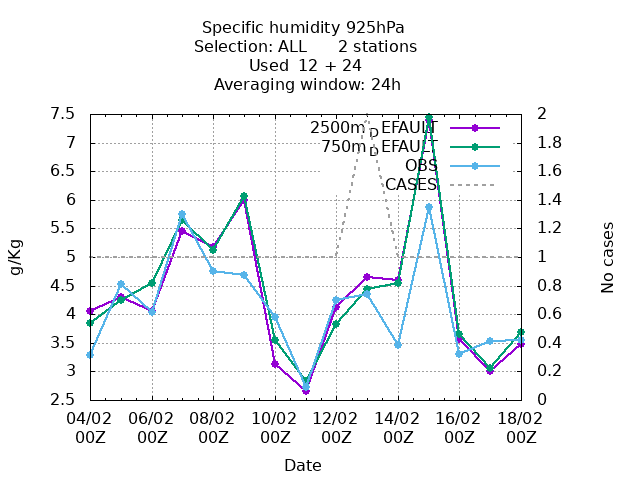 Specific humidity 925hPa
Selection: ALL 2 stations
Used 12 + 24
Averaging window: 24h
7.5
7
6.5
6
5.5
5
4.5
4
3.5
3
2.5
g/Kg
2500m_DEFAULT
750m_DEFAULT
OBS
CASES
2
1.8
1.6
1.4
1.2
1
0.8
0.6
0.4
0.2
0
No cases
04/02 06/02 08/02 10/02 12/02 14/02 16/02 18/02
00Z 00Z 00Z 00Z 00Z 00Z 00Z 00Z
Date